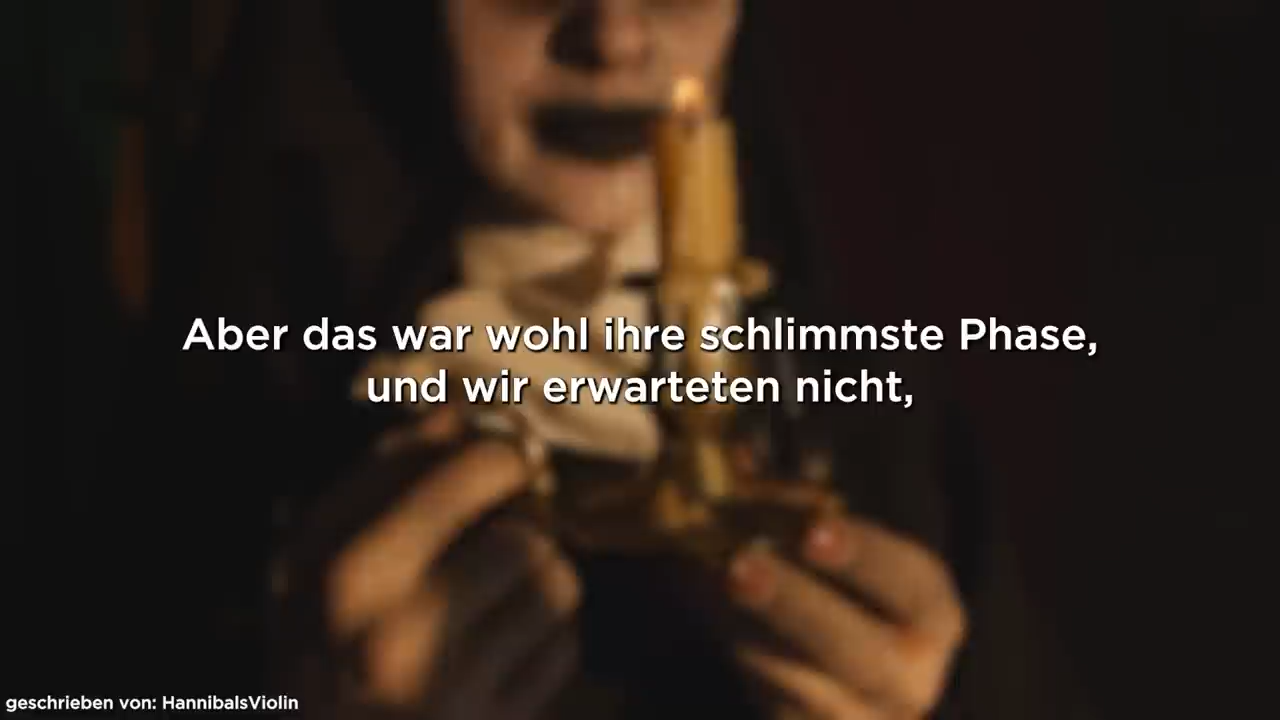 Aber das war wohl ihre schlimmste Phase,
und wir erwarteten nicht,
geschrieben von: HannibalsViolin